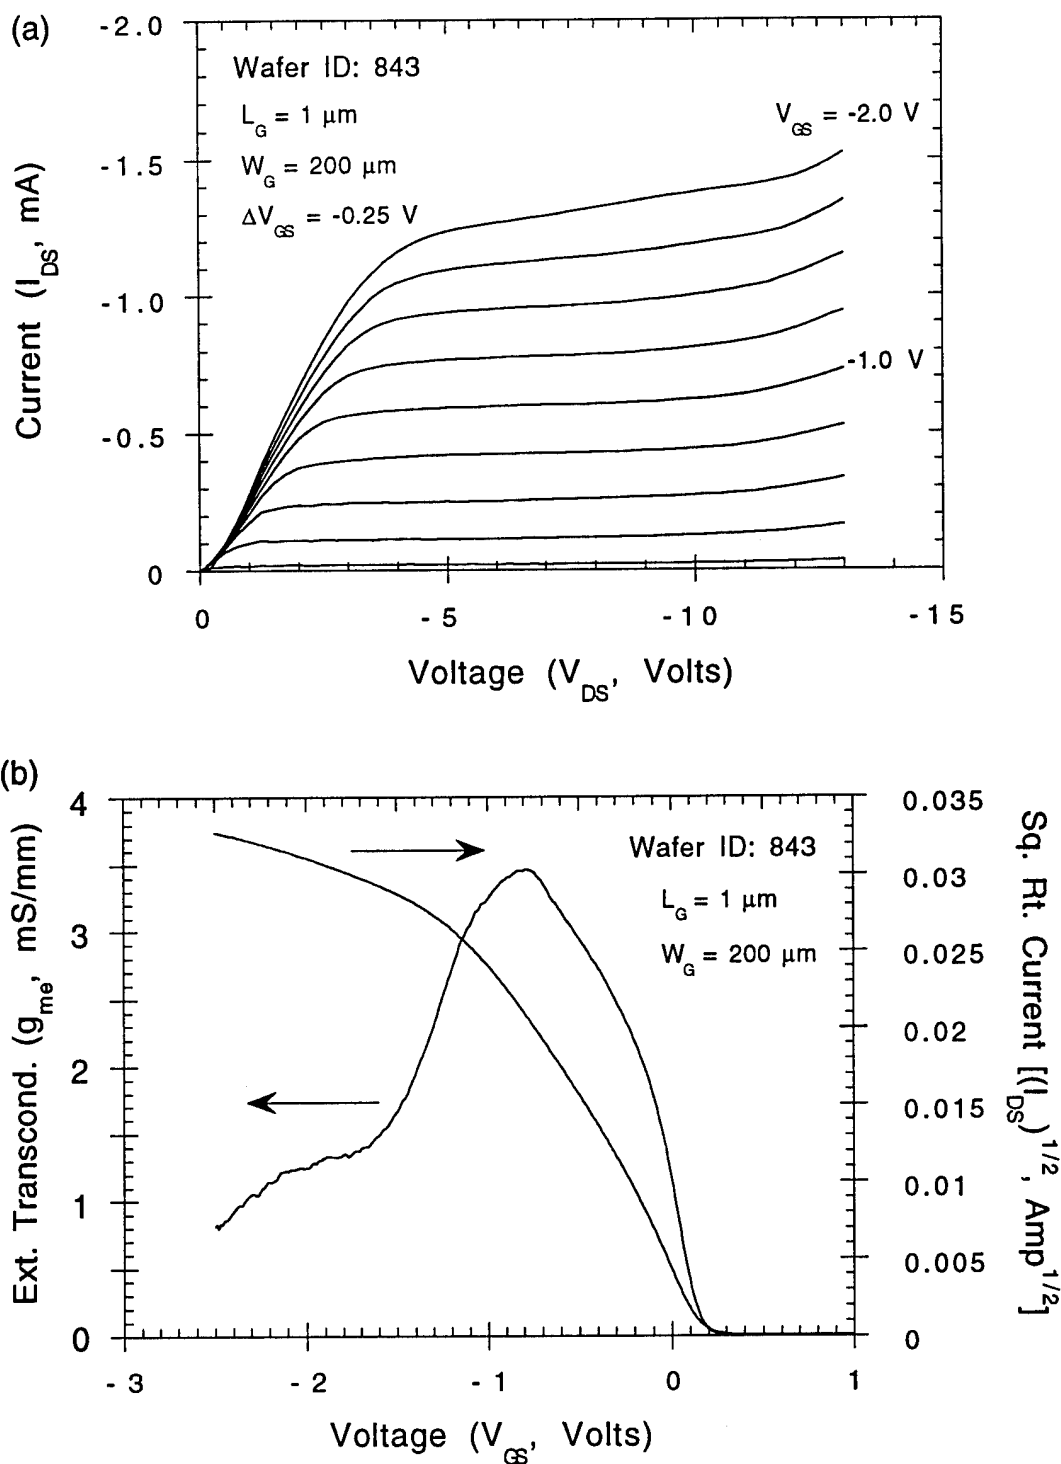 (a)
-2.0
-1.5
-1.0
-0.5
0
Current (I_DS, mA)
Wafer ID: 843
L_G = 1 μm
W_G = 200 μm
ΔV_GS = -0.25 V
V_GS = -2.0 V
-1.0 V
0 -5 -10 -15
Voltage (V_DS, Volts)
(b)
4
3
2
1
0
Ext. Transcond. (g_me, mS/mm)
Wafer ID: 843
L_G = 1 μm
W_G = 200 μm
0.035
0.03
0.025
0.02
0.015
0.01
0.005
0
Sq. Rt. Current [(I_DS)^1/2, Amp^1/2]
-3 -2 -1 0 1
Voltage (V_GS, Volts)